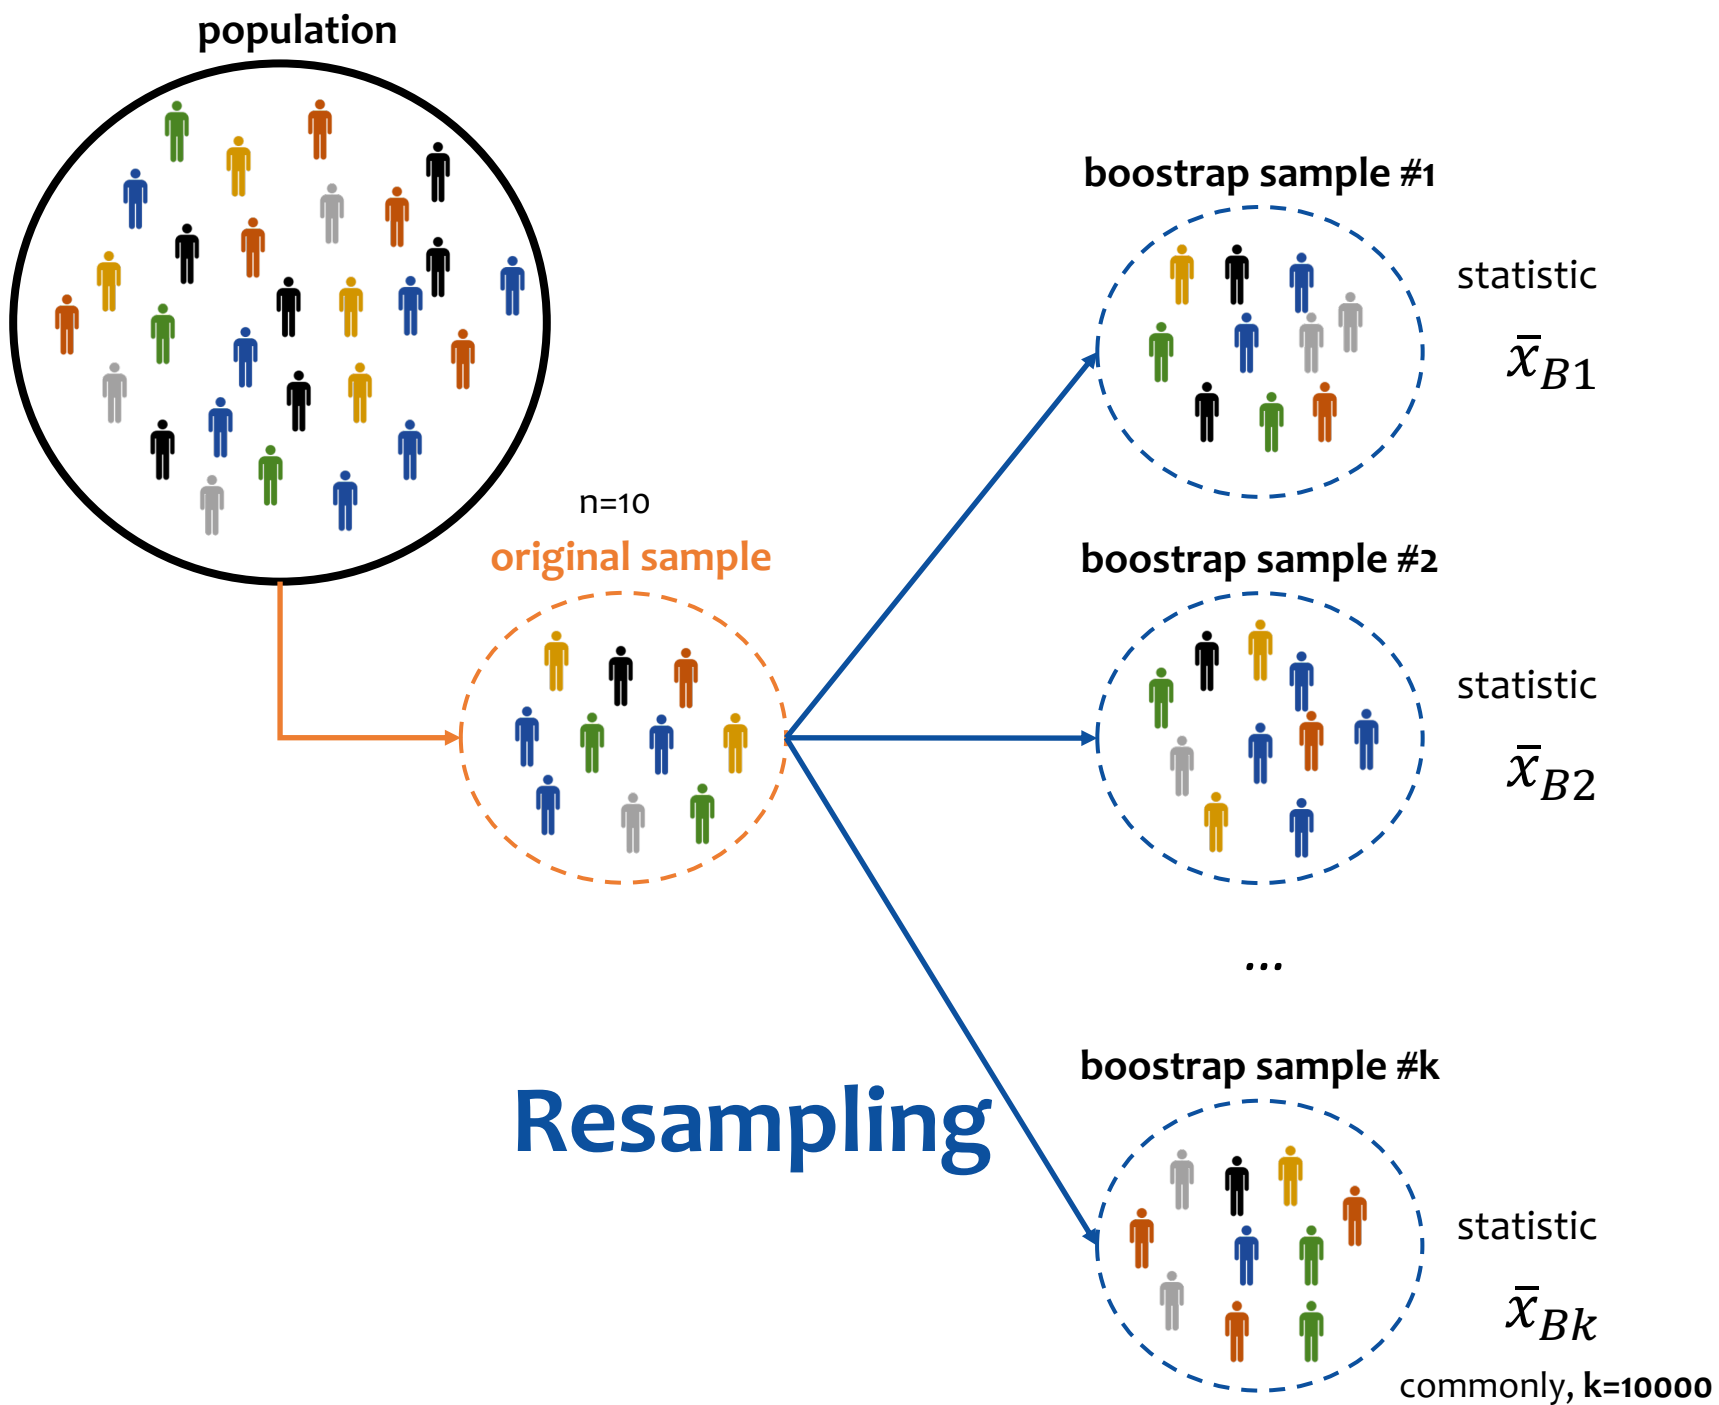 population
n=10
original sample
Resampling
boostrap sample #1
statistic
x̄B1
boostrap sample #2
statistic
x̄B2
...
boostrap sample #k
statistic
x̄Bk
commonly, k=10000